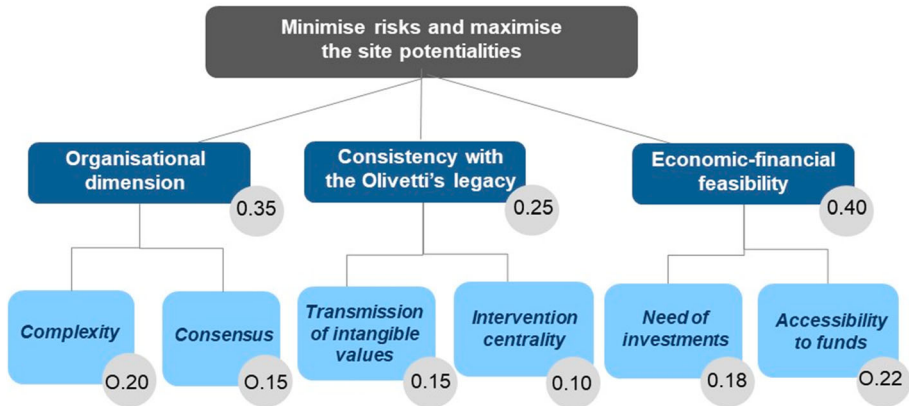 Minimise risks and maximise
the site potentialities
Organisational
dimension
0.35
Consistency with
the Olivetti's legacy
0.25
Economic-financial
feasibility
0.40
Complexity
O.20
Consensus
O.15
Transmission
of intangible
values
0.15
Intervention
centrality
0.10
Need of
investments
0.18
Accessibility
to funds
O.22